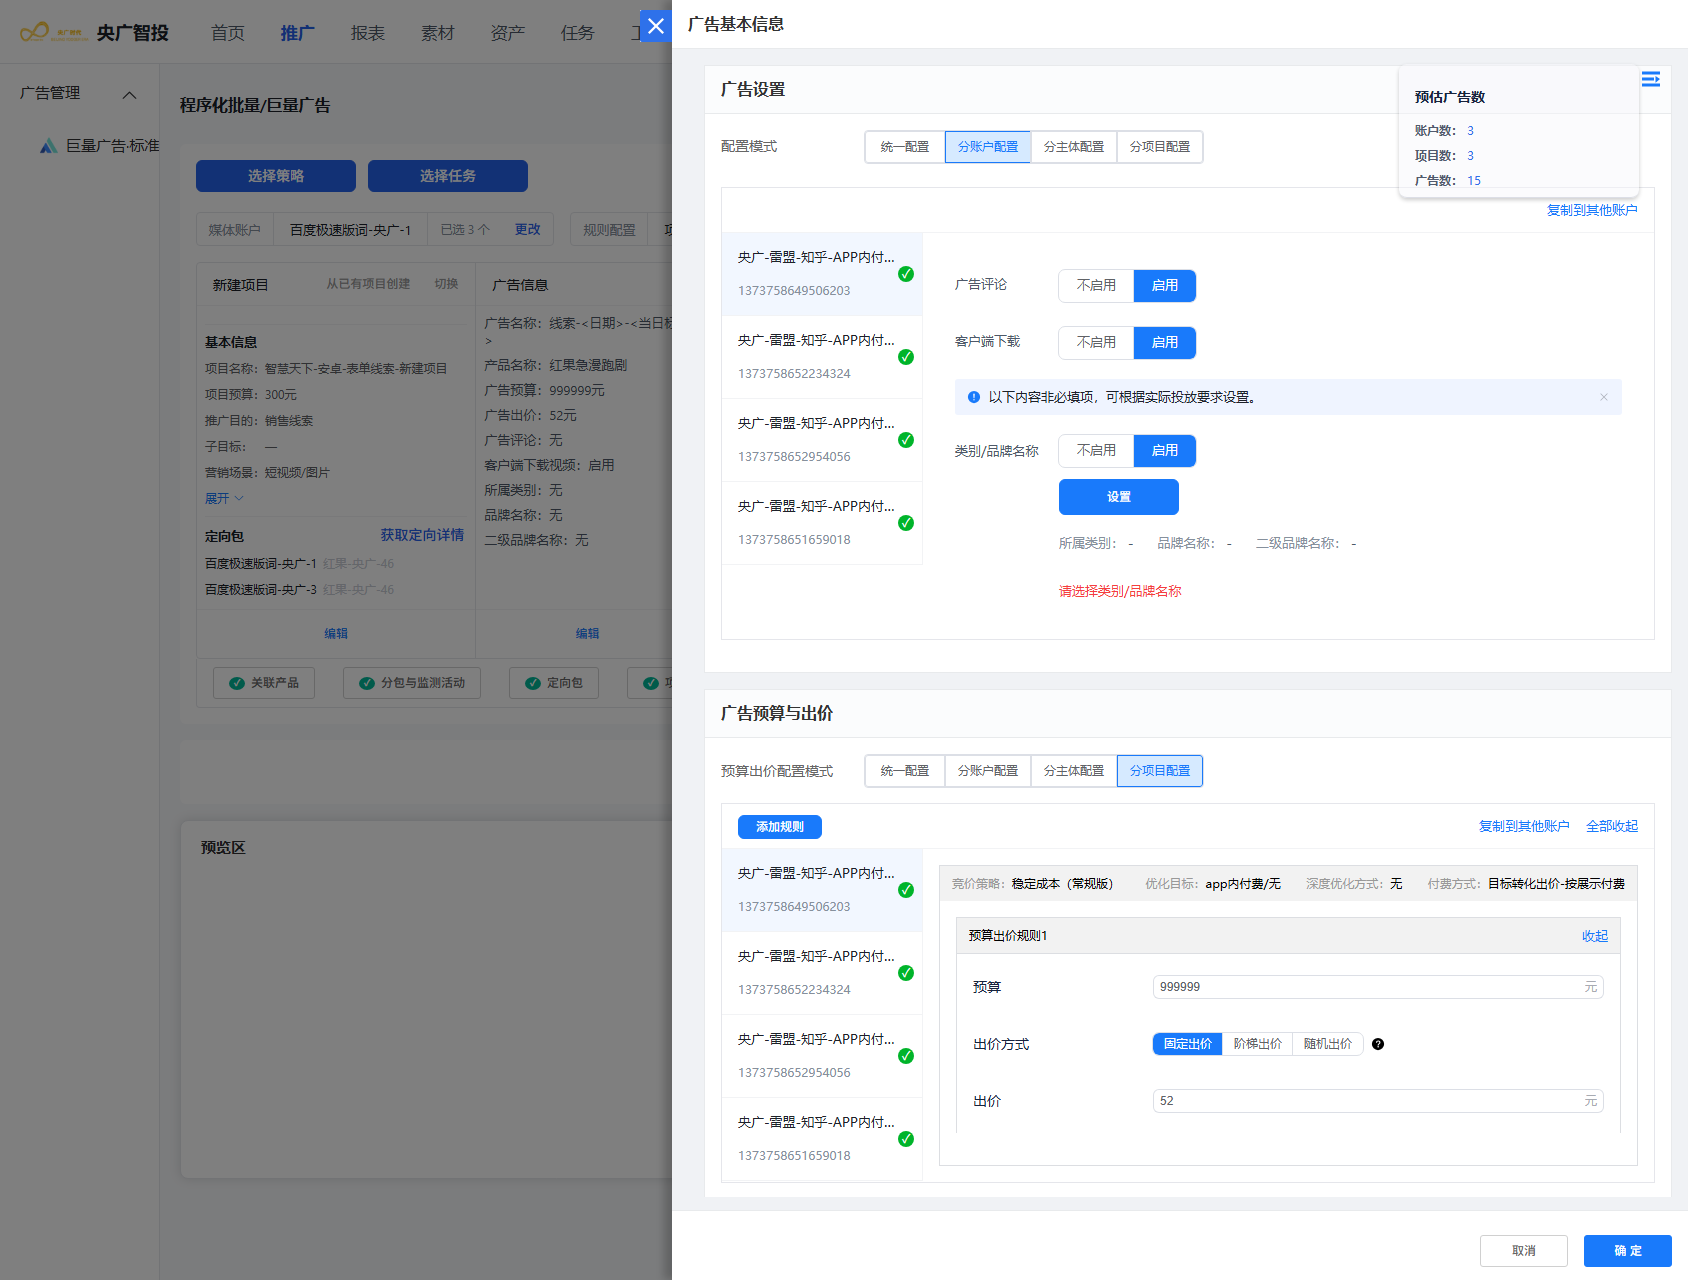 央广智投
首页
推广
报表
素材
资产
任务
广告管理
巨量广告·标准
程序化批量/巨量广告
选择策略
选择任务
媒体账户
百度极速版词-央广-1
已选 3 个
更改
规则配置
新建项目
从已有项目创建
切换
广告信息
基本信息
项目名称：智慧天下-安卓-表单线索-新建项目
项目预算：300元
推广目的：销售线索
子目标： —
营销场景：短视频/图片
展开
定向包
获取定向详情
百度极速版词-央广-1 红果-央广-46
百度极速版词-央广-3 红果-央广-46
编辑
广告名称：线索-<日期>-<当日标
>
产品名称：红果急漫跑剧
广告预算：999999元
广告出价：52元
广告评论：无
客户端下载视频：启用
所属类别：无
品牌名称：无
二级品牌名称：无
编辑
关联产品
分包与监测活动
定向包
预览区
广告基本信息
广告设置
预估广告数
账户数： 3
项目数： 3
广告数： 15
配置模式
统一配置
分账户配置
分主体配置
分项目配置
复制到其他账户
央广-雷盟-知乎-APP内付...
1373758649506203
央广-雷盟-知乎-APP内付...
1373758652234324
央广-雷盟-知乎-APP内付...
1373758652954056
央广-雷盟-知乎-APP内付...
1373758651659018
广告评论
不启用
启用
客户端下载
不启用
启用
以下内容非必填项，可根据实际投放要求设置。
类别/品牌名称
不启用
启用
设置
所属类别： -
品牌名称： -
二级品牌名称： -
请选择类别/品牌名称
广告预算与出价
预算出价配置模式
统一配置
分账户配置
分主体配置
分项目配置
添加规则
复制到其他账户
全部收起
央广-雷盟-知乎-APP内付...
1373758649506203
央广-雷盟-知乎-APP内付...
1373758652234324
央广-雷盟-知乎-APP内付...
1373758652954056
央广-雷盟-知乎-APP内付...
1373758651659018
竞价策略：稳定成本（常规版）
优化目标：app内付费/无
深度优化方式：无
付费方式：目标转化出价-按展示付费
预算出价规则1
收起
预算
999999
元
出价方式
固定出价
阶梯出价
随机出价
出价
52
元
取消
确 定